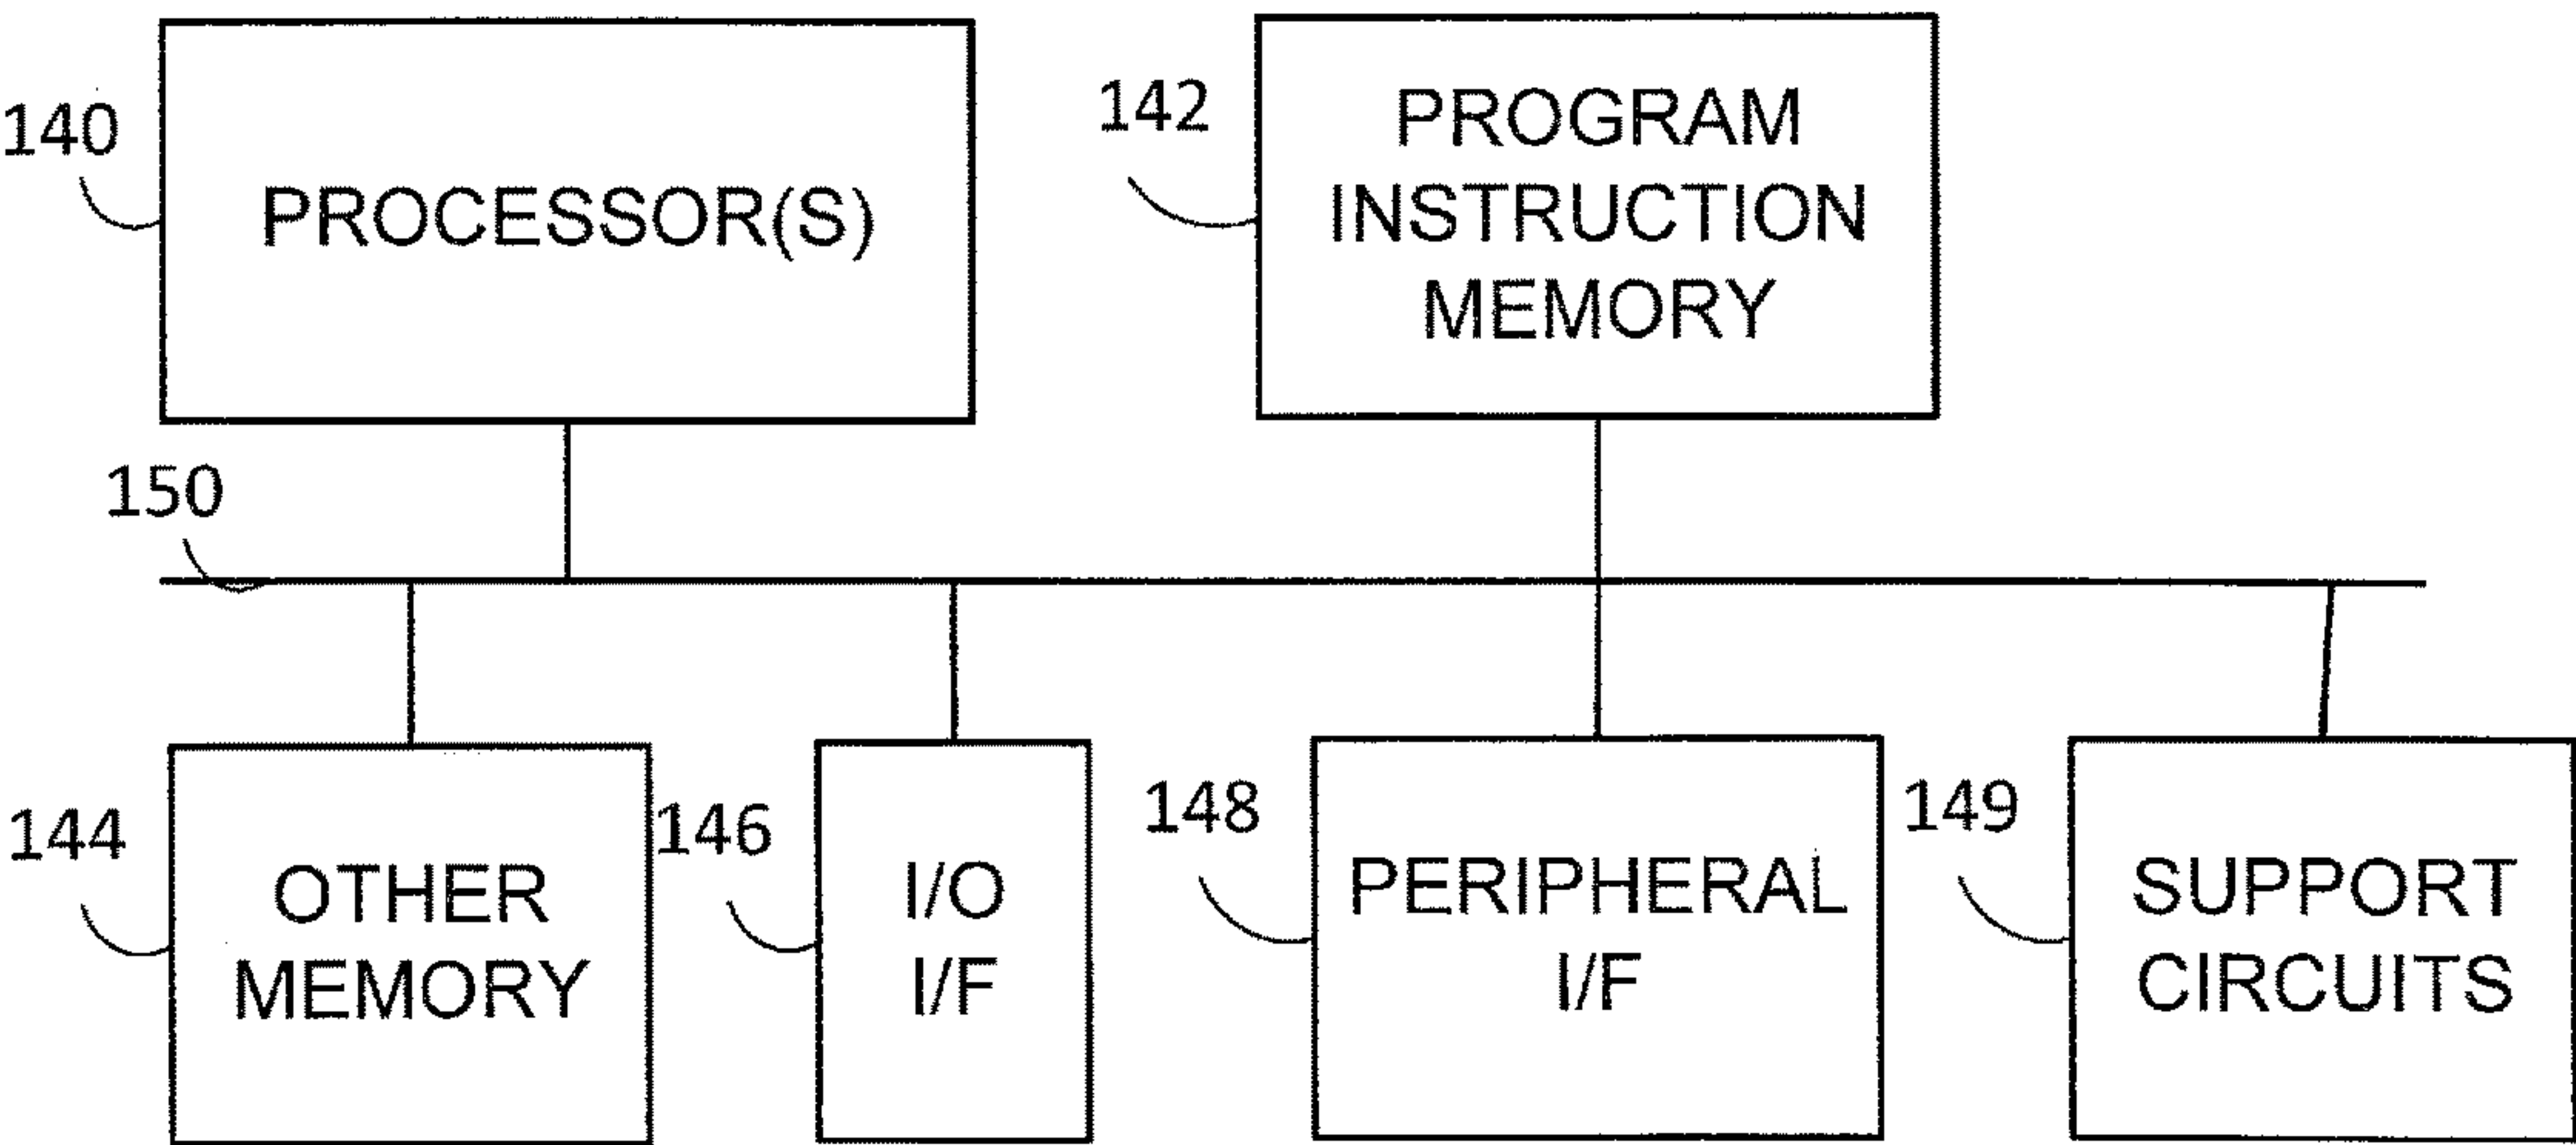 140
PROCESSOR(S)
142
PROGRAM
INSTRUCTION
MEMORY
150
144
OTHER
MEMORY
146
I/O
I/F
148
PERIPHERAL
I/F
149
SUPPORT
CIRCUITS